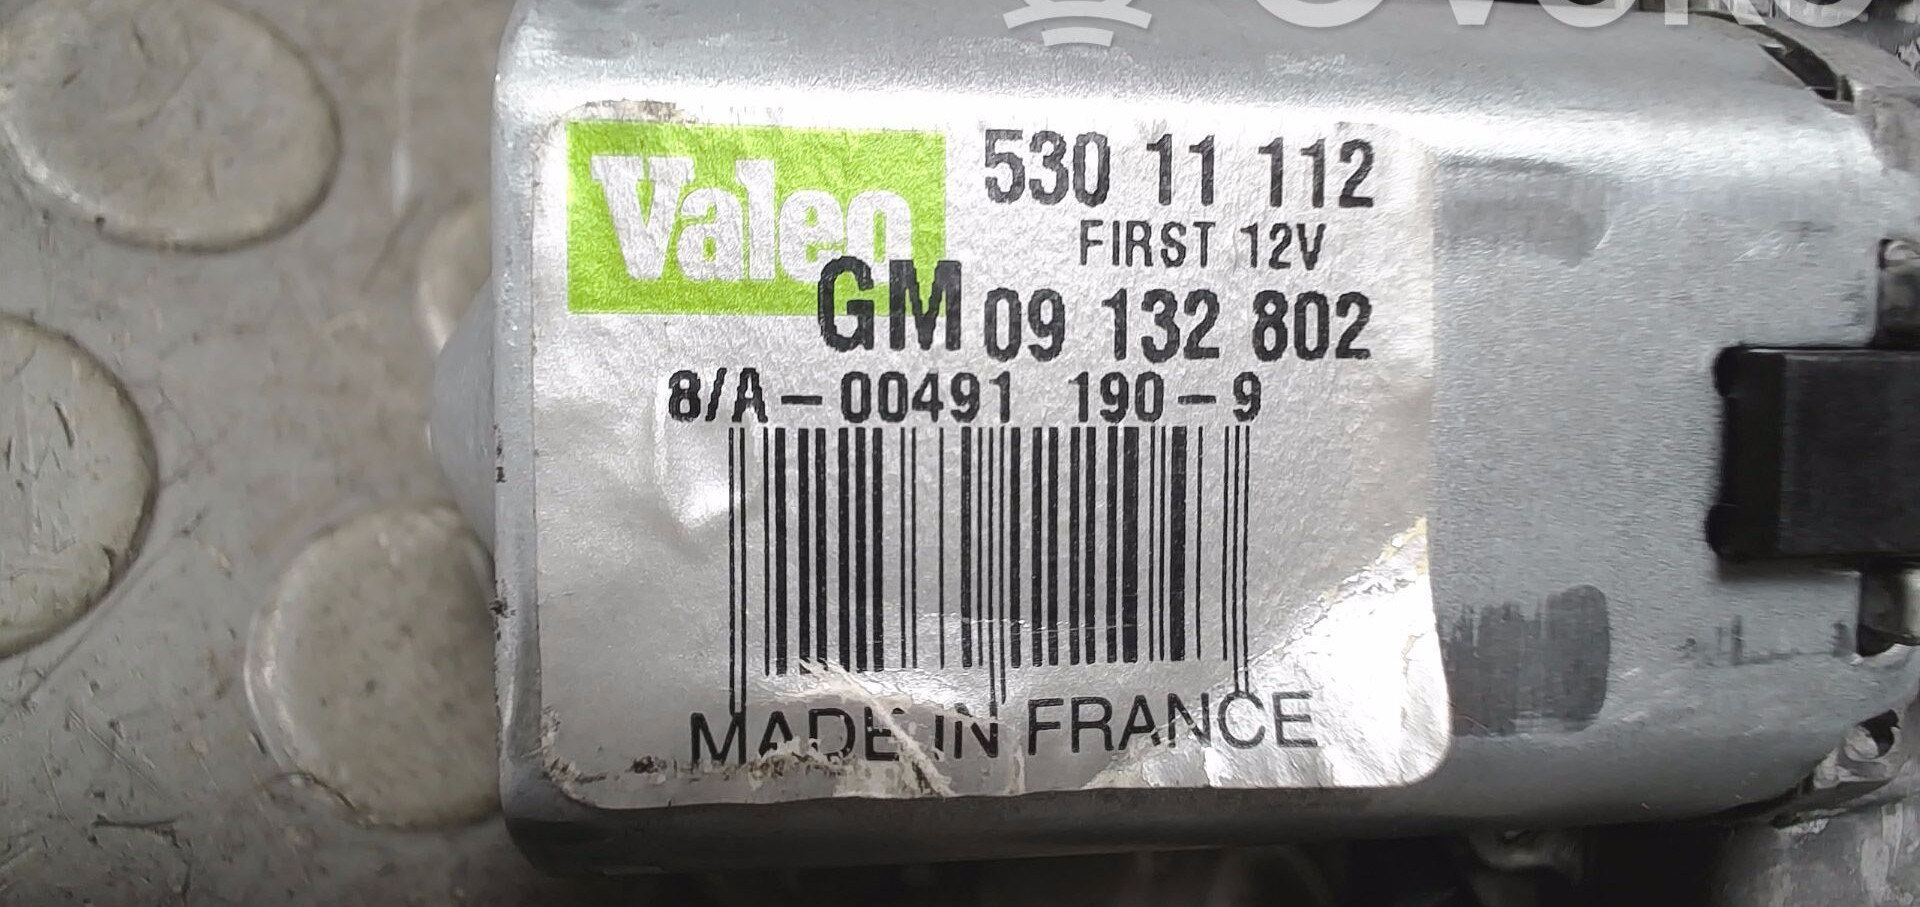 Valeo
530 11 112
FIRST 12V
GM 09 132 802
8/A-00491 190-9
MADE IN FRANCE